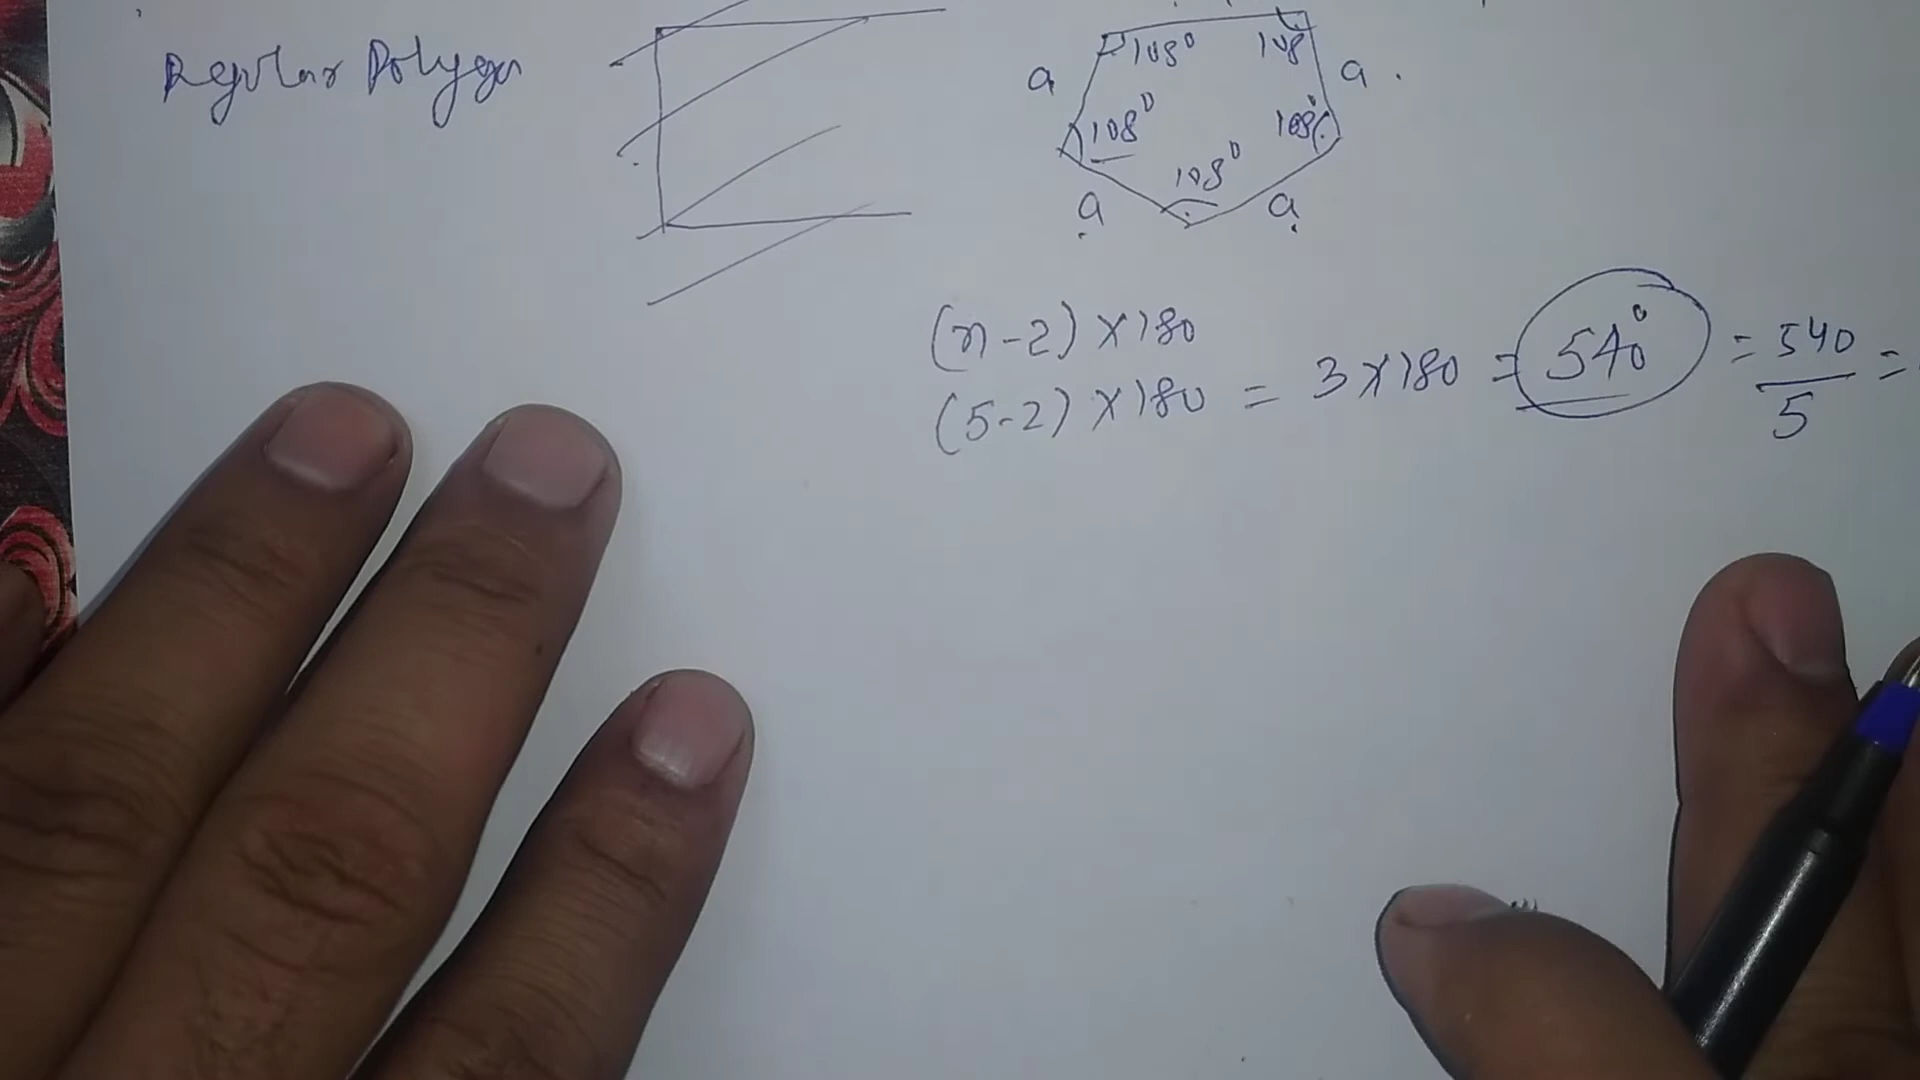 Regular Polygon
108° 108
a a
108° 108°
108°
a a
(n-2) × 180
(5-2) × 180 = 3 × 180 = 540° = 540/5 =